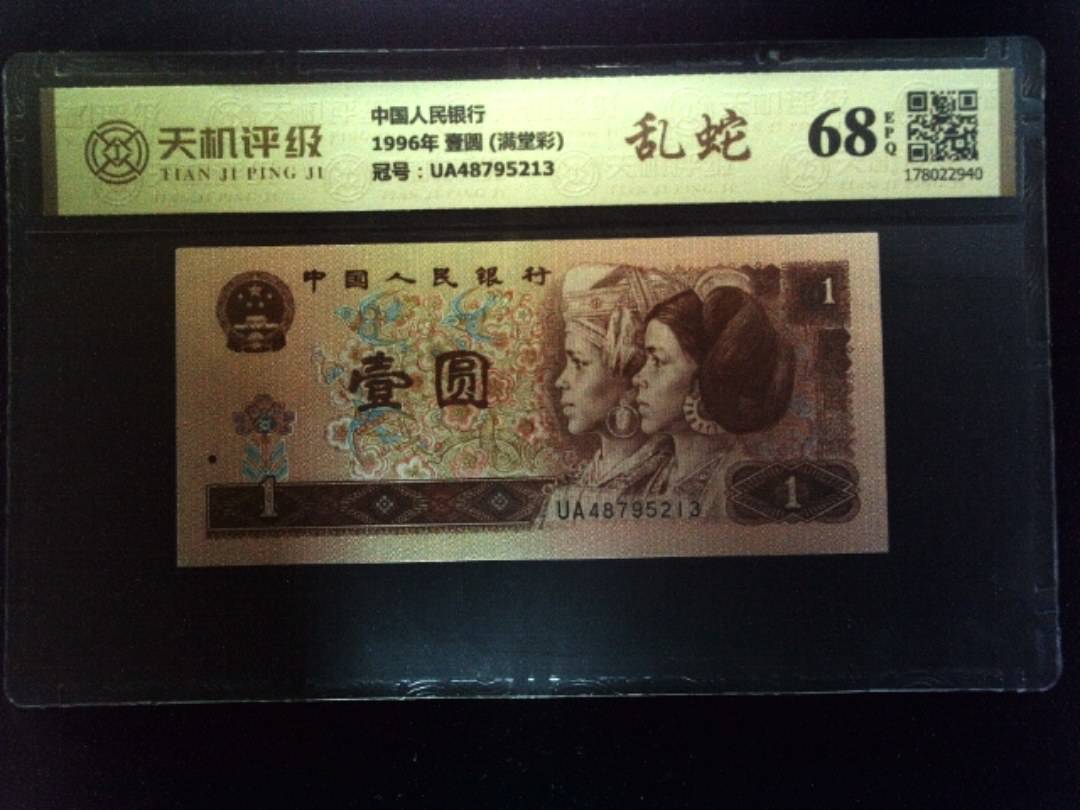 天机评级
TIAN JI PING JI
中国人民银行
1996年 壹圆 (满堂彩)
冠号：UA48795213
乱蛇
68
EPQ
178022940
中国人民银行
1
壹圆
1
UA48795213
1